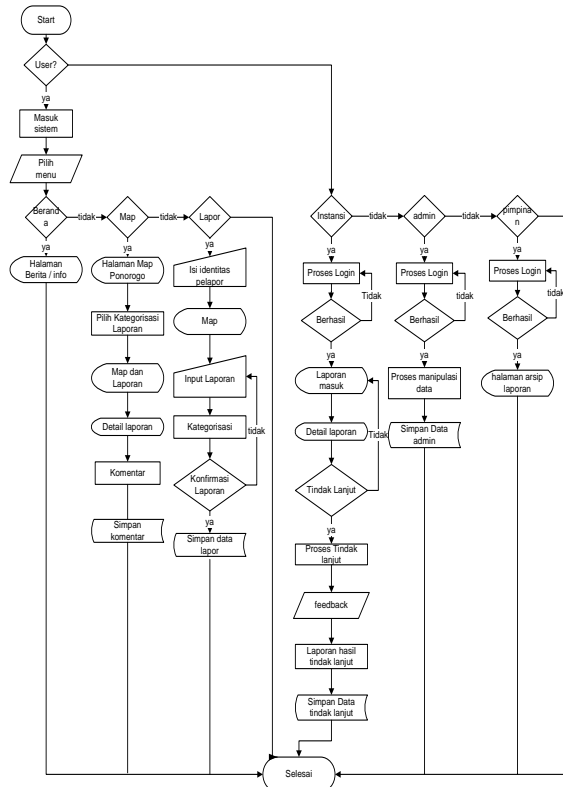 Start
User?
ya
Masuk
sistem
Pilih
menu
Berand
a
tidak
Map
tidak
Lapor
ya
ya
ya
Halaman
Berita / info
Halaman Map
Ponorogo
Pilih Kategorisasi
Laporan
Map dan
Laporan
Detail laporan
Komentar
Simpan
komentar
Isi identitas
pelapor
Map
Input Laporan
Kategorisasi
tidak
Konfirmasi
Laporan
ya
Simpan data
lapor
ya
Instansi
tidak
admin
tidak
pimpina
n
ya
ya
ya
Proses Login
Tidak
Berhasil
ya
Laporan
masuk
Detail laporan
Tidak
Tindak Lanjut
ya
Proses Tindak
lanjut
feedback
Laporan hasil
tindak lanjut
Simpan Data
tindak lanjut
Proses Login
tidak
Berhasil
ya
Proses manipulasi
data
Simpan Data
admin
Proses Login
tidak
Berhasil
ya
halaman arsip
laporan
Selesai